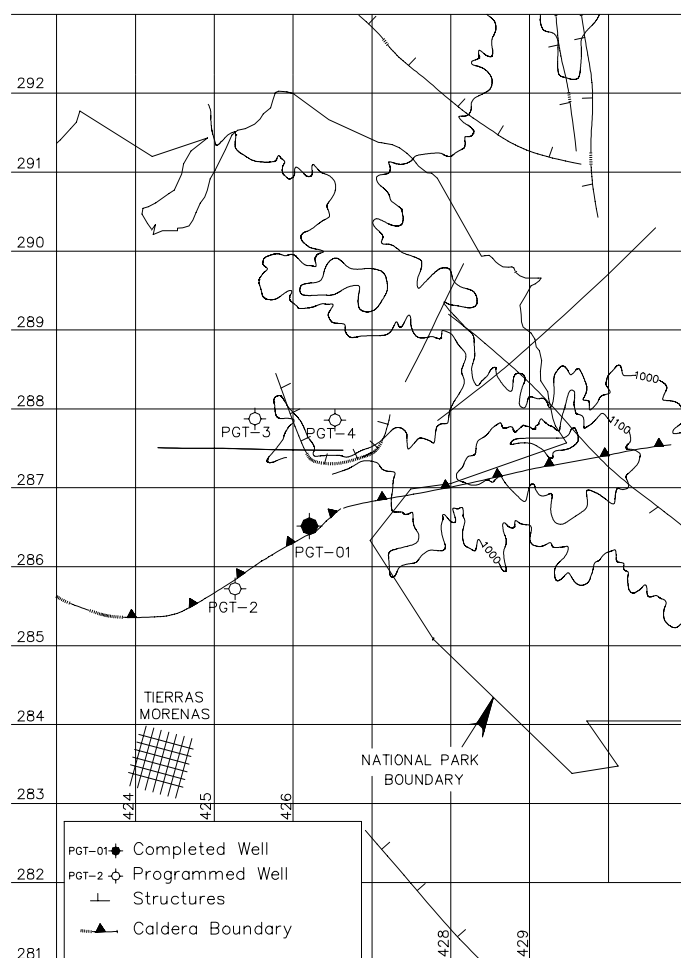 292
291
290
289
1000
288
PGT-3
PGT-4
1100
287
PGT-01
286
1000
PGT-2
285
TIERRAS
MORENAS
284
NATIONAL PARK
BOUNDARY
283
424
425
426
PGT-01 Completed Well
PGT-2 Programmed Well
282
Structures
Caldera Boundary
428
429
281